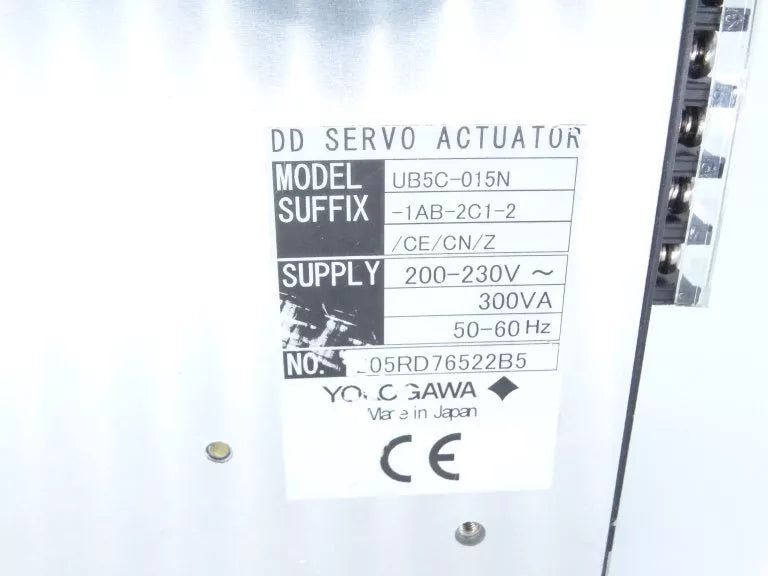 DD SERVO ACTUATOR
MODEL UB5C-015N
SUFFIX -1AB-2C1-2
/CE/CN/Z
SUPPLY 200-230V ~
300VA
50-60 Hz
NO. 05RD76522B5
YOKOGAWA
Made in Japan
CE